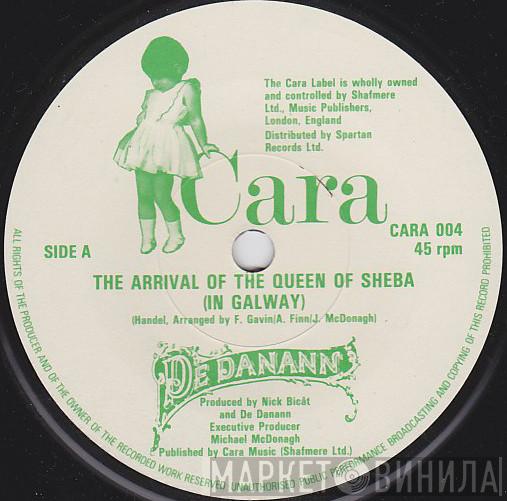 The Cara Label is wholly owned
and controlled by Shafmere
Ltd., Music Publishers,
London, England
Distributed by Spartan
Records Ltd.
Cara
CARA 004
SIDE A
45 rpm
THE ARRIVAL OF THE QUEEN OF SHEBA
(IN GALWAY)
(Handel, Arranged by F. Gavin/A. Finn/J. McDonagh)
DE DANANN
Produced by Nick Bicât
and De Danann
Executive Producer
Michael McDonagh
Published by Cara Music (Shafmere Ltd.)
ALL RIGHTS OF THE PRODUCER AND OF THE OWNER OF THE RECORDED WORK RESERVED UNAUTHORISED PUBLIC PERFORMANCE BROADCASTING AND COPYING OF THIS RECORD PROHIBITED
МАРКЕТ ВИНИЛА